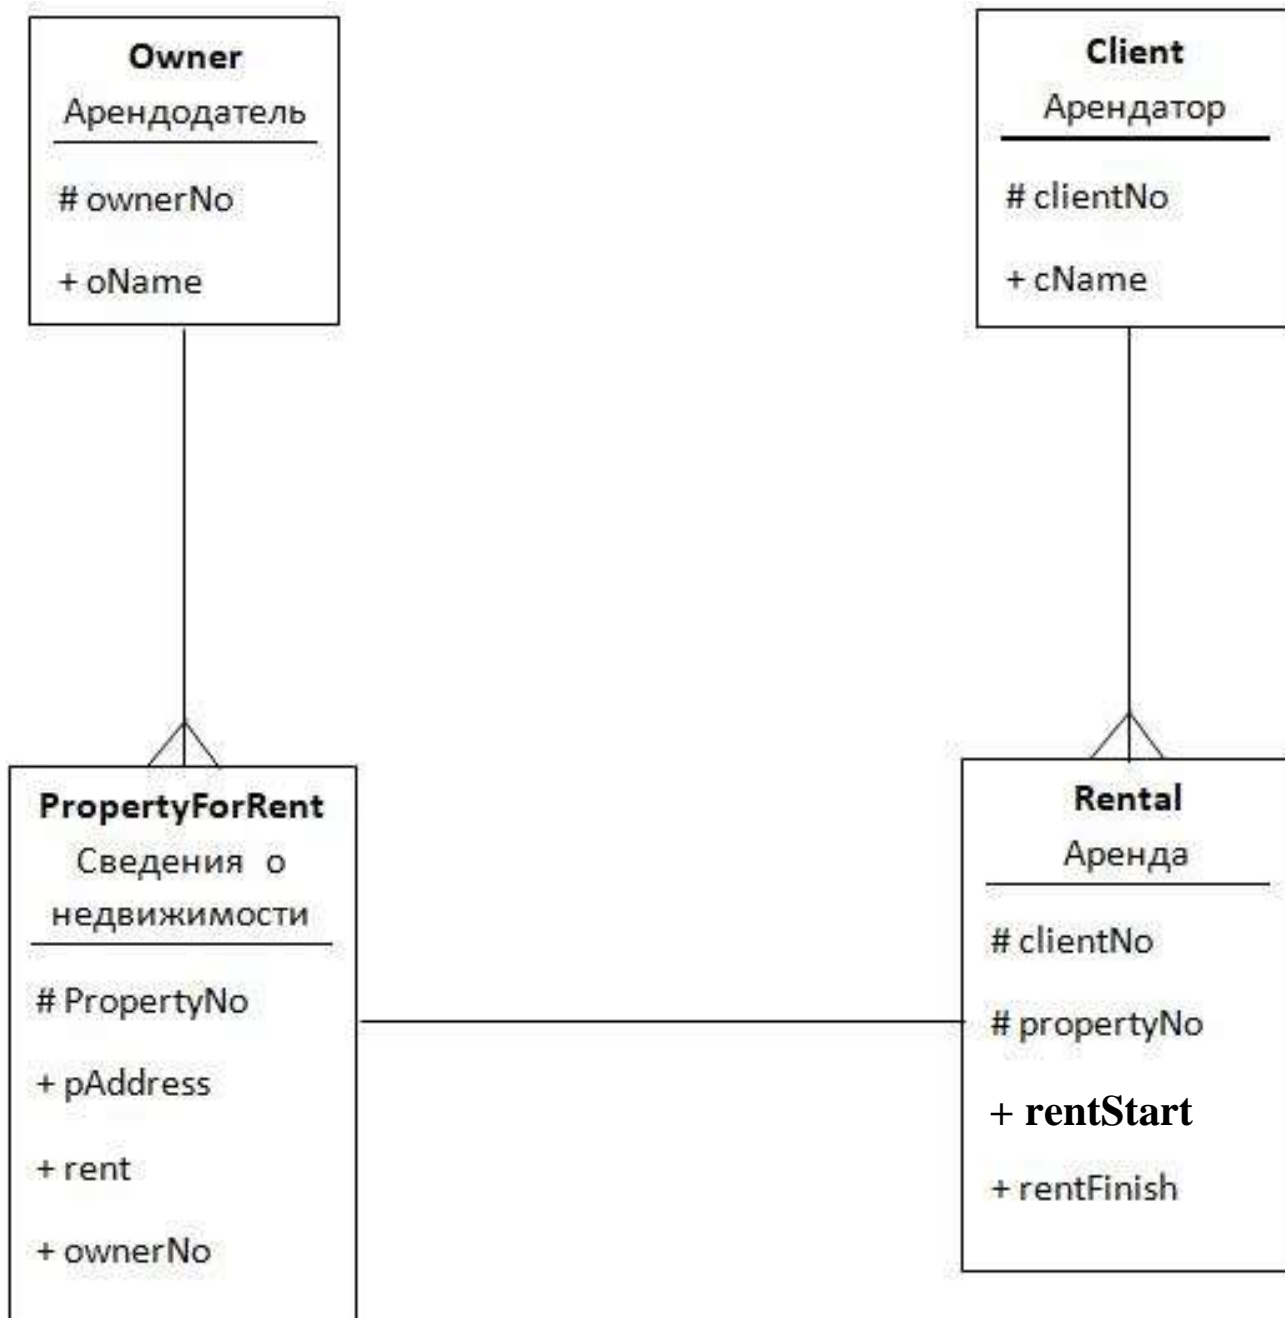 Owner
Арендодатель
# ownerNo
+ oName
Client
Арендатор
# clientNo
+ cName
PropertyForRent
Сведения о
недвижимости
# PropertyNo
+ pAddress
+ rent
+ ownerNo
Rental
Аренда
# clientNo
# propertyNo
+ rentStart
+ rentFinish